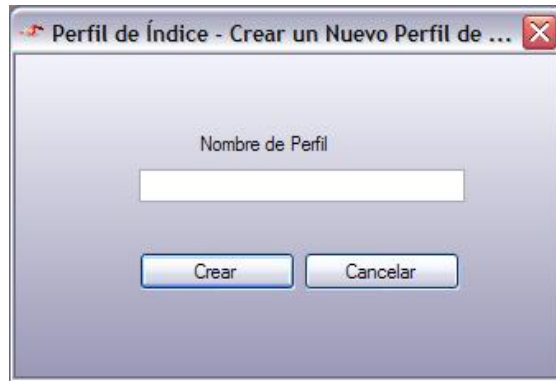 Perfil de Índice - Crear un Nuevo Perfil de ...
Nombre de Perfil
Crear Cancelar